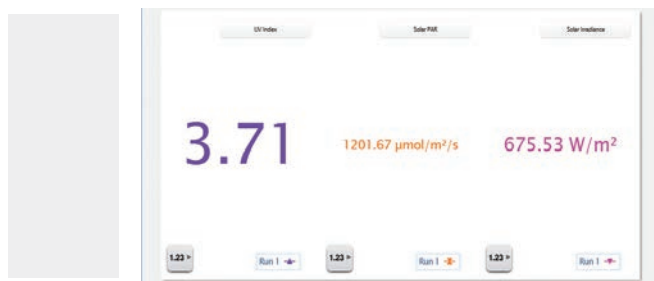 UV Index
Solar PAR
Solar Irradiance
3.71
1201.67 μmol/m²/s
675.53 W/m²
1.23
Run 1
1.23
Run 1
1.23
Run 1